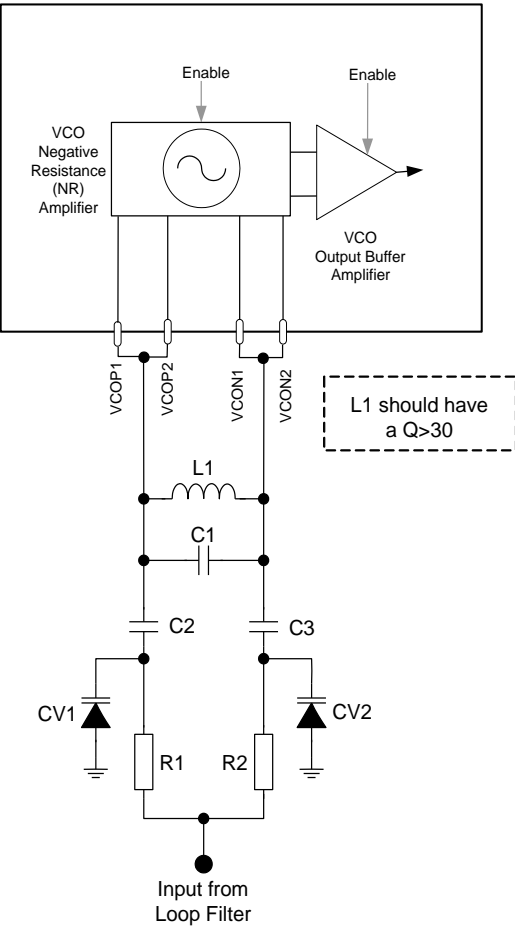 Enable
Enable
VCO
Negative
Resistance
(NR)
Amplifier
VCO
Output Buffer
Amplifier
VCOP1
VCOP2
VCON1
VCON2
L1 should have
a Q>30
L1
C1
C2
C3
CV1
CV2
R1
R2
Input from
Loop Filter